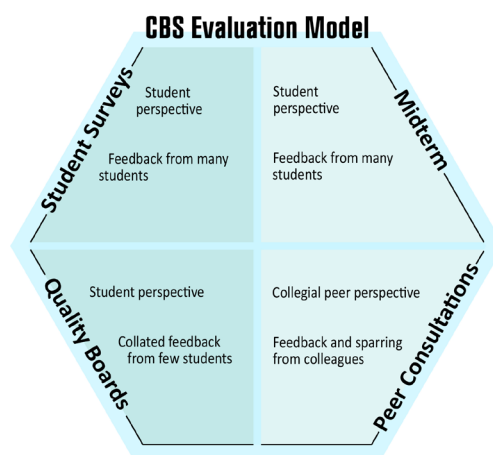 CBS Evaluation Model
Student Surveys
Student
perspective
Feedback from many
students
Midterm
Student
perspective
Feedback from many
students
Quality Boards
Student perspective
Collated feedback
from few students
Peer Consultations
Collegial peer perspective
Feedback and sparring
from colleagues